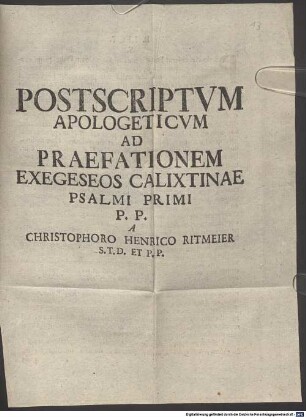 POSTSCRIPTVM
APOLOGETICVM
AD
PRAEFATIONEM
EXEGESEOS CALIXTINAE
PSALMI PRIMI
P. P.
A
CHRISTOPHORO HENRICO RITMEIER
S.T.D. ET P.P.